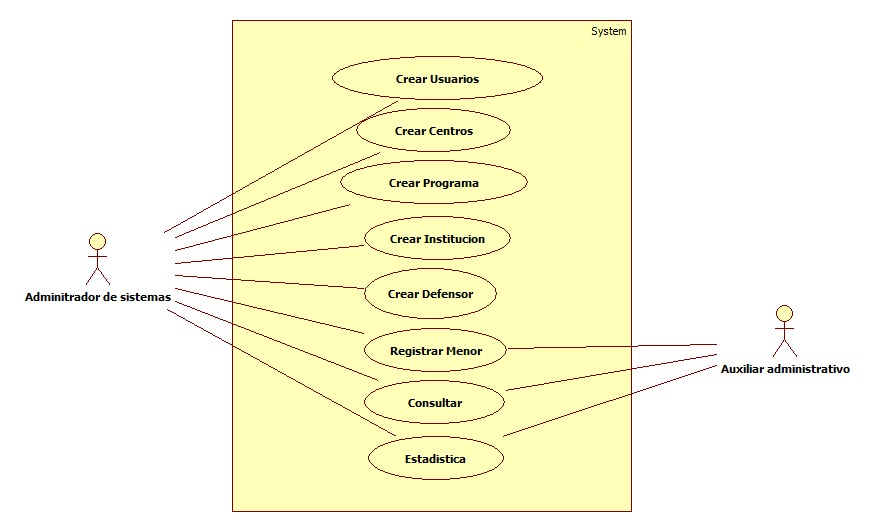 System
Crear Usuarios
Crear Centros
Crear Programa
Crear Institucion
Crear Defensor
Adminitrador de sistemas
Registrar Menor
Auxiliar administrativo
Consultar
Estadistica